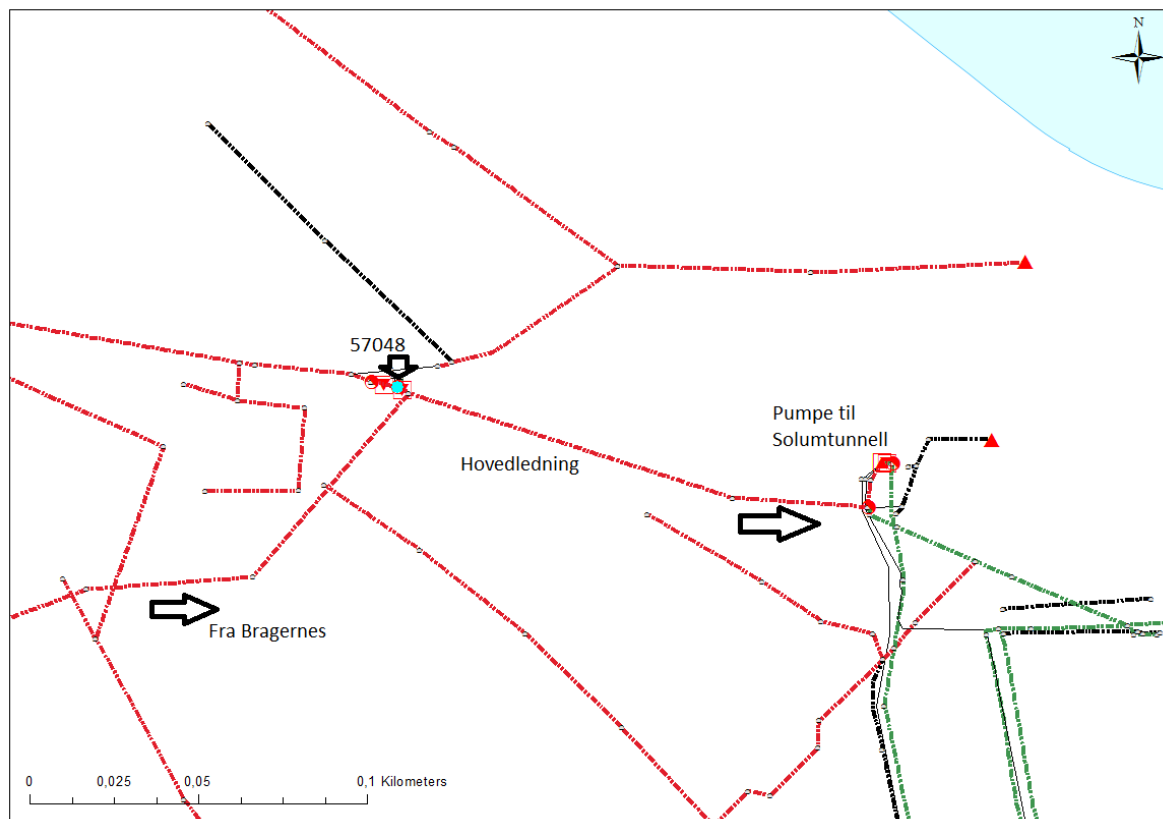 N
57048
Pumpe til
Solumtunnell
Hovedledning
Fra Bragernes
0 0,025 0,05 0,1 Kilometers